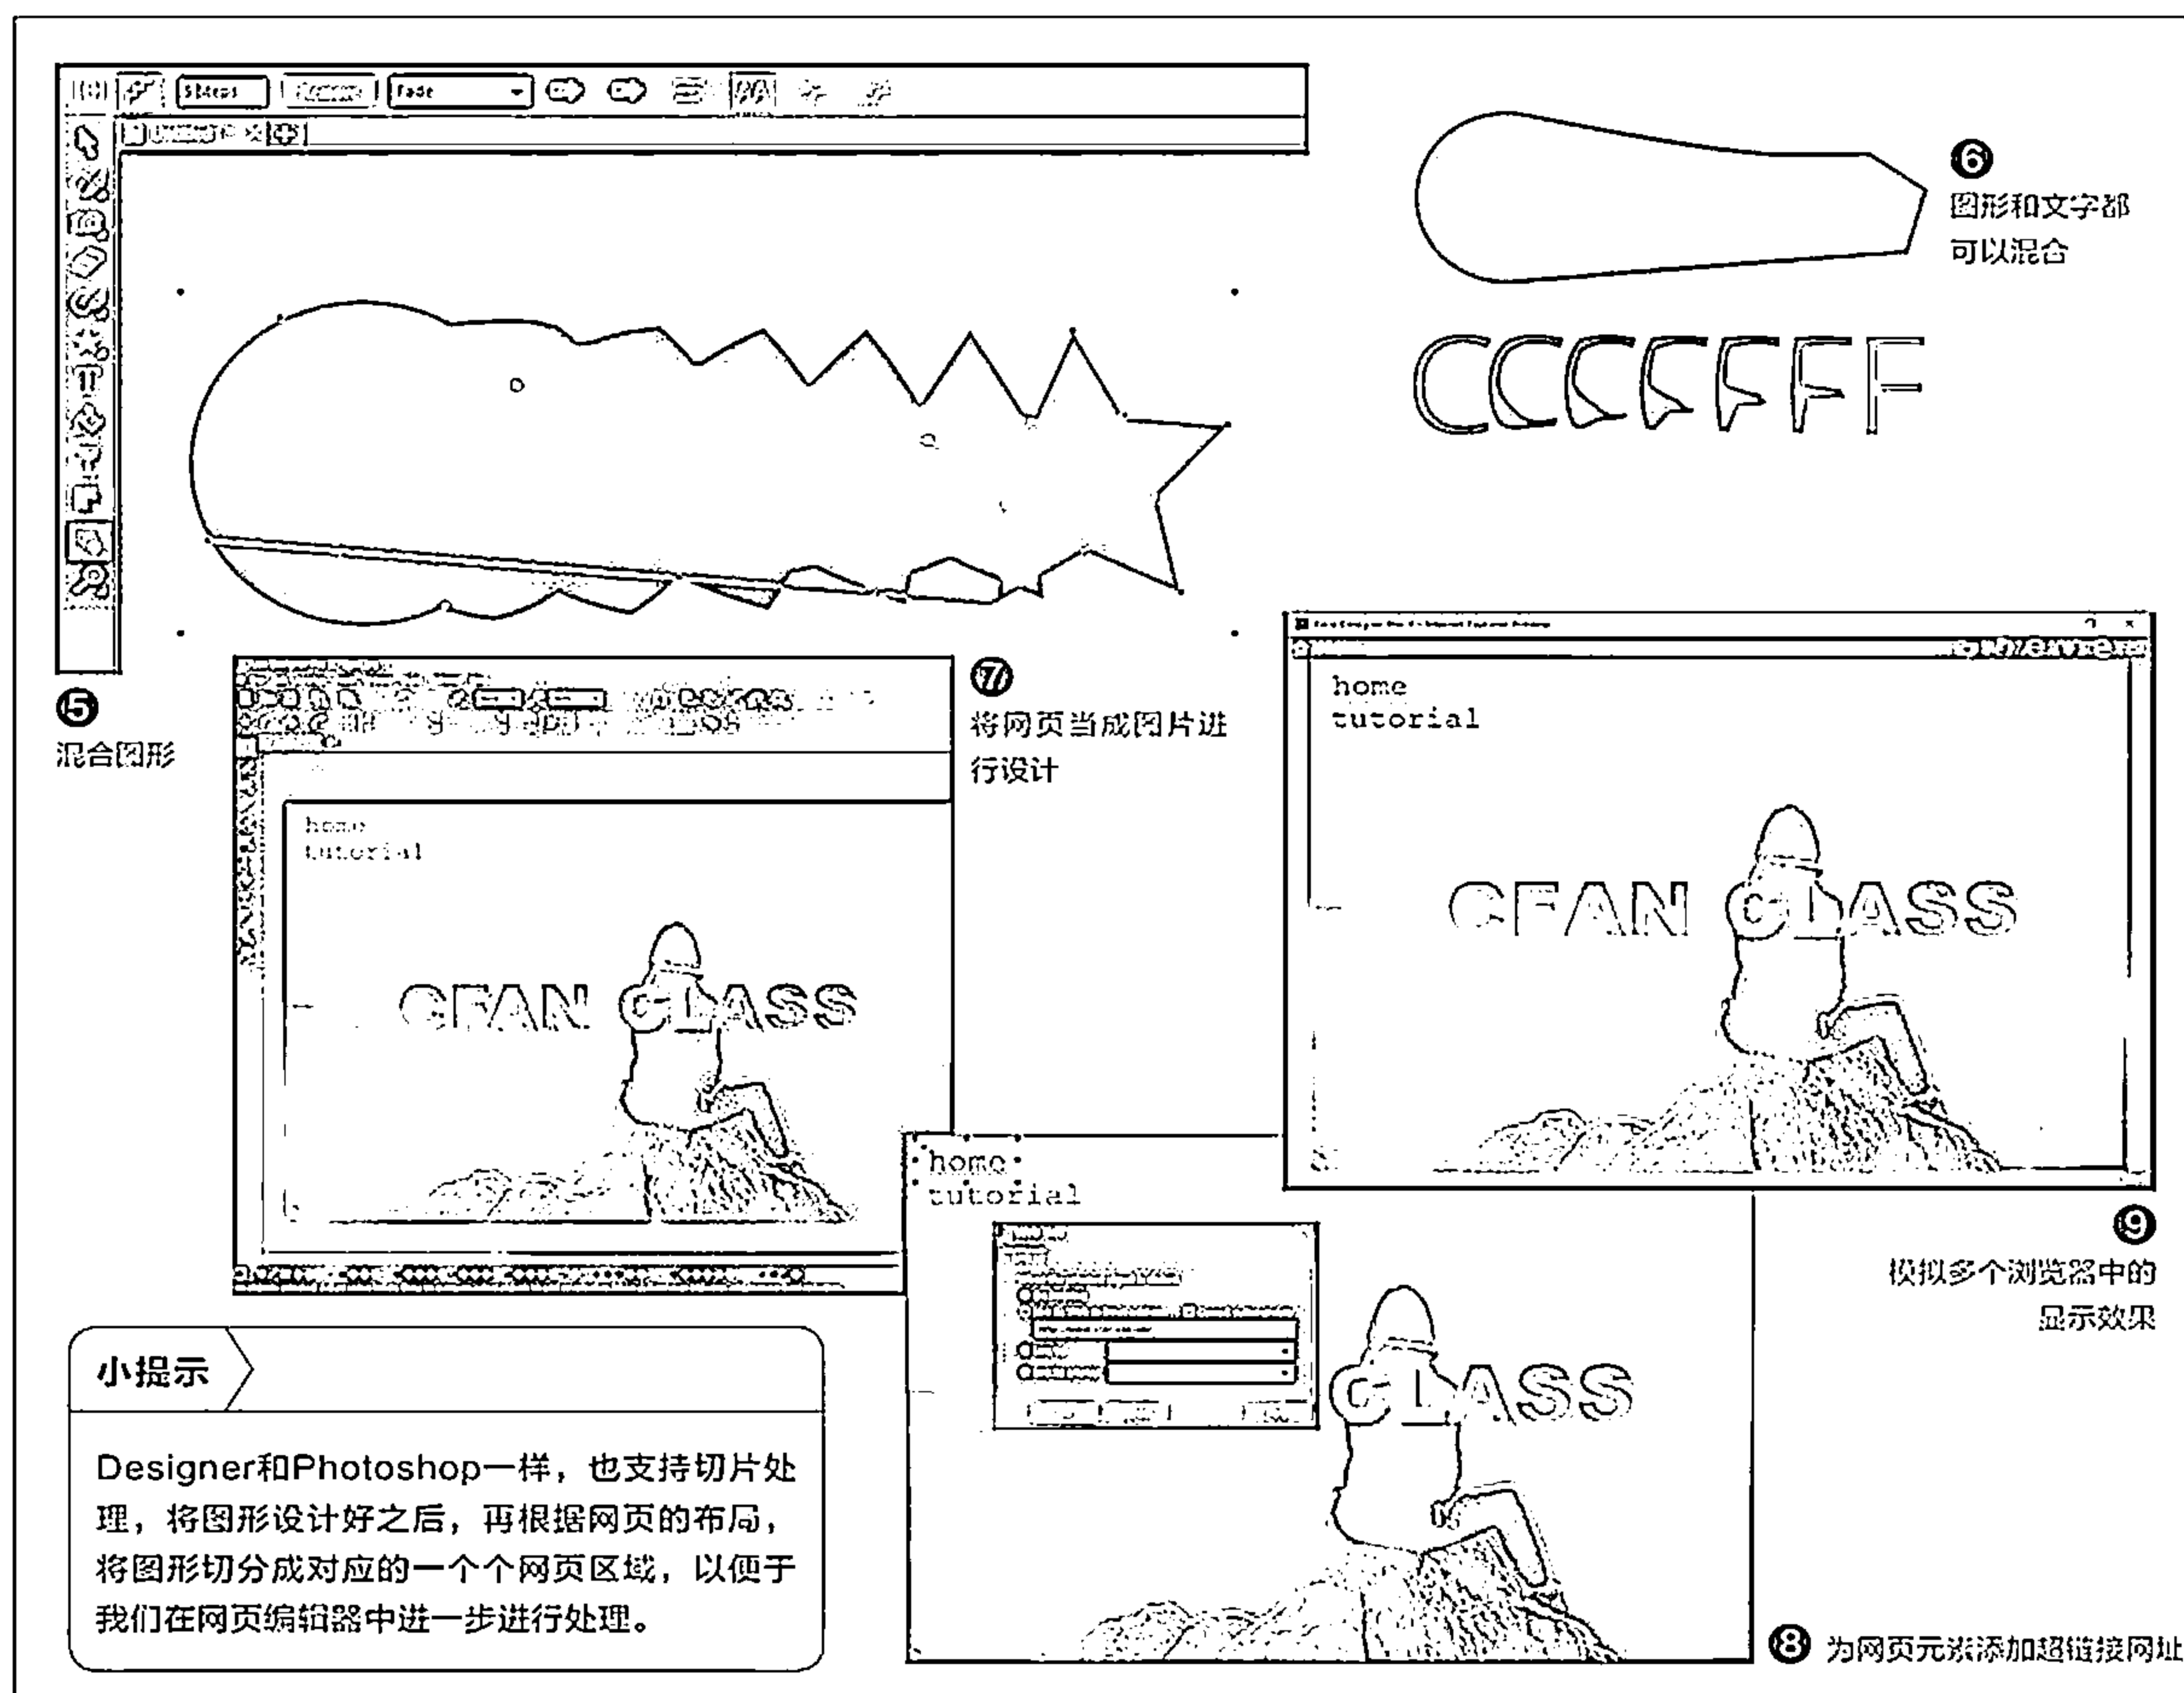 Fade
❻
图形和文字都
可以混合
CCCFFFF
❺
混合图形
❼
将网页当成图片进
行设计
home
tutorial
CFAN CLASS
home
tutorial
CFAN CLASS
❾
模拟多个浏览器中的
显示效果
home
tutorial
CLASS
❽ 为网页元素添加超链接网址
小提示
Designer和Photoshop一样，也支持切片处
理，将图形设计好之后，再根据网页的布局，
将图形切分成对应的一个个网页区域，以便于
我们在网页编辑器中进一步进行处理。